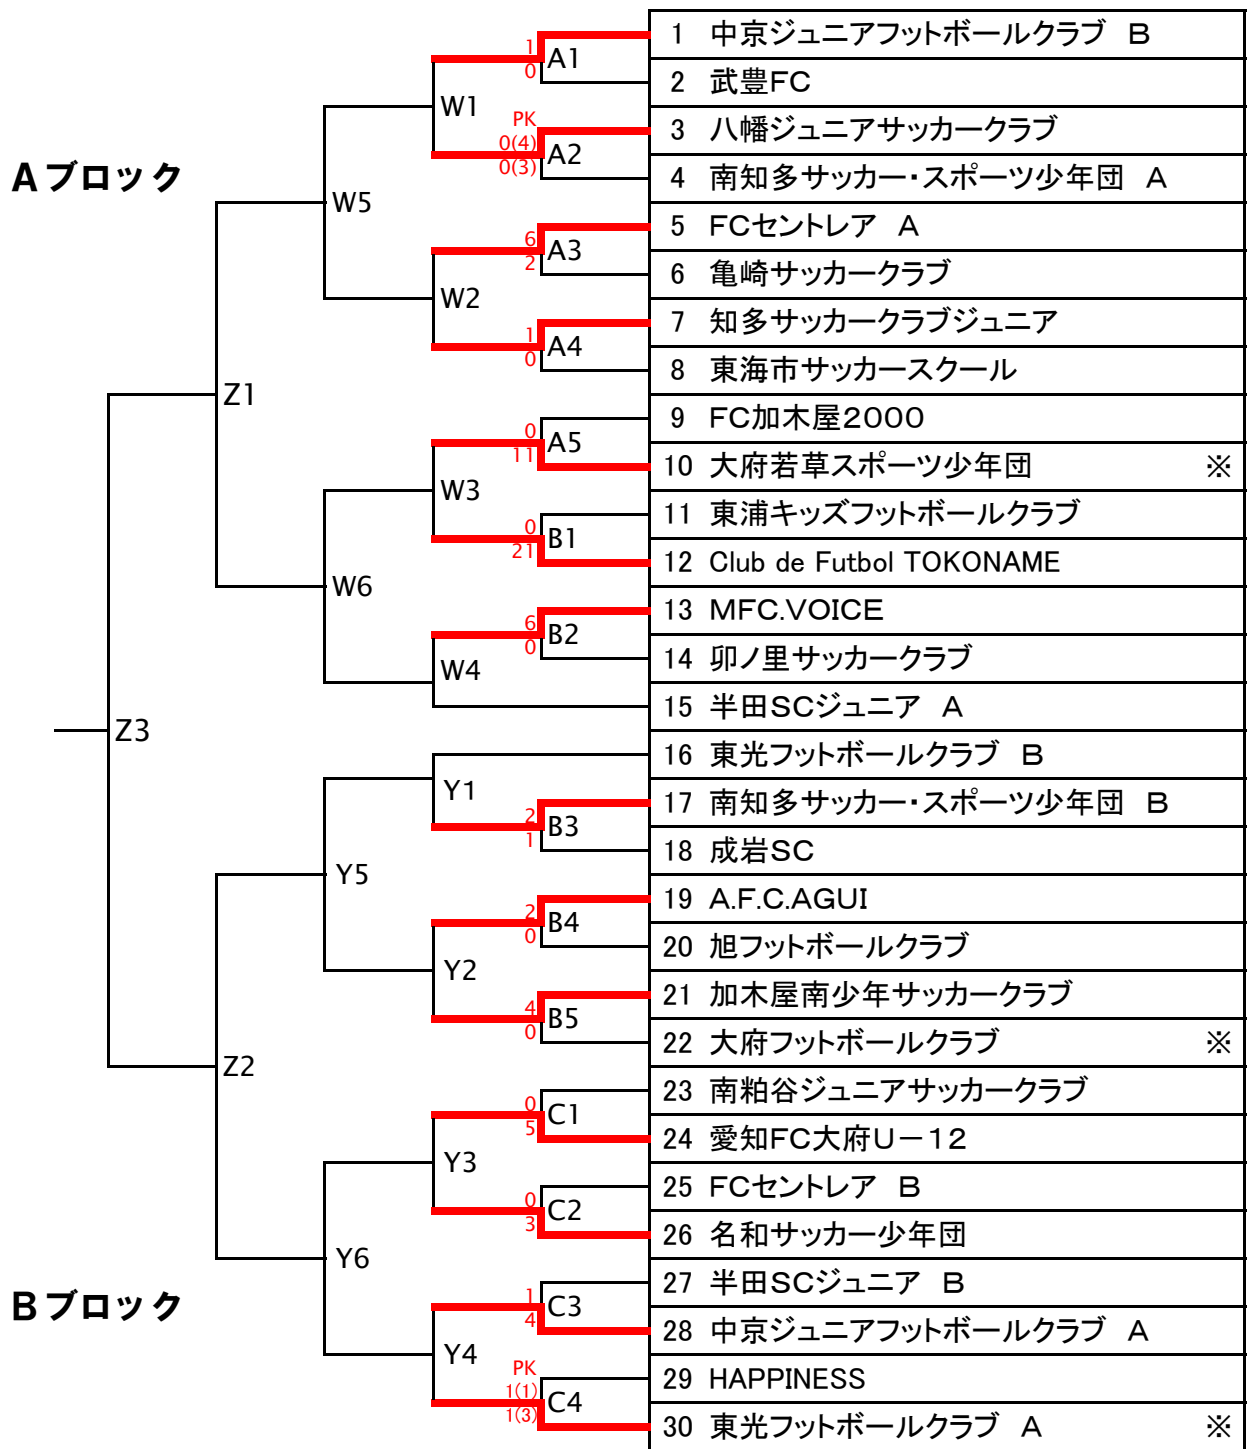 1 中京ジュニアフットボールクラブ B
1
0
A1
2 武豊FC
W1
PK
3 八幡ジュニアサッカークラブ
0(4)
0(3)
A2
Aブロック
4 南知多サッカー・スポーツ少年団 A
W5
5 FCセントレア A
6
2
A3
6 亀崎サッカークラブ
W2
7 知多サッカークラブジュニア
1
0
A4
8 東海市サッカースクール
Z1
9 FC加木屋2000
0
11
A5
10 大府若草スポーツ少年団 ※
W3
11 東浦キッズフットボールクラブ
0
21
B1
12 Club de Futbol TOKONAME
W6
13 MFC.VOICE
6
0
B2
14 卯ノ里サッカークラブ
W4
15 半田SCジュニア A
Z3
16 東光フットボールクラブ B
Y1
17 南知多サッカー・スポーツ少年団 B
2
1
B3
18 成岩SC
Y5
19 A.F.C.AGUI
2
0
B4
20 旭フットボールクラブ
Y2
21 加木屋南少年サッカークラブ
4
0
B5
22 大府フットボールクラブ ※
Z2
23 南粕谷ジュニアサッカークラブ
0
5
C1
24 愛知FC大府U-12
Y3
25 FCセントレア B
0
3
C2
26 名和サッカー少年団
Y6
27 半田SCジュニア B
Bブロック
1
4
C3
28 中京ジュニアフットボールクラブ A
Y4
PK
29 HAPPINESS
1(1)
1(3)
C4
30 東光フットボールクラブ A ※